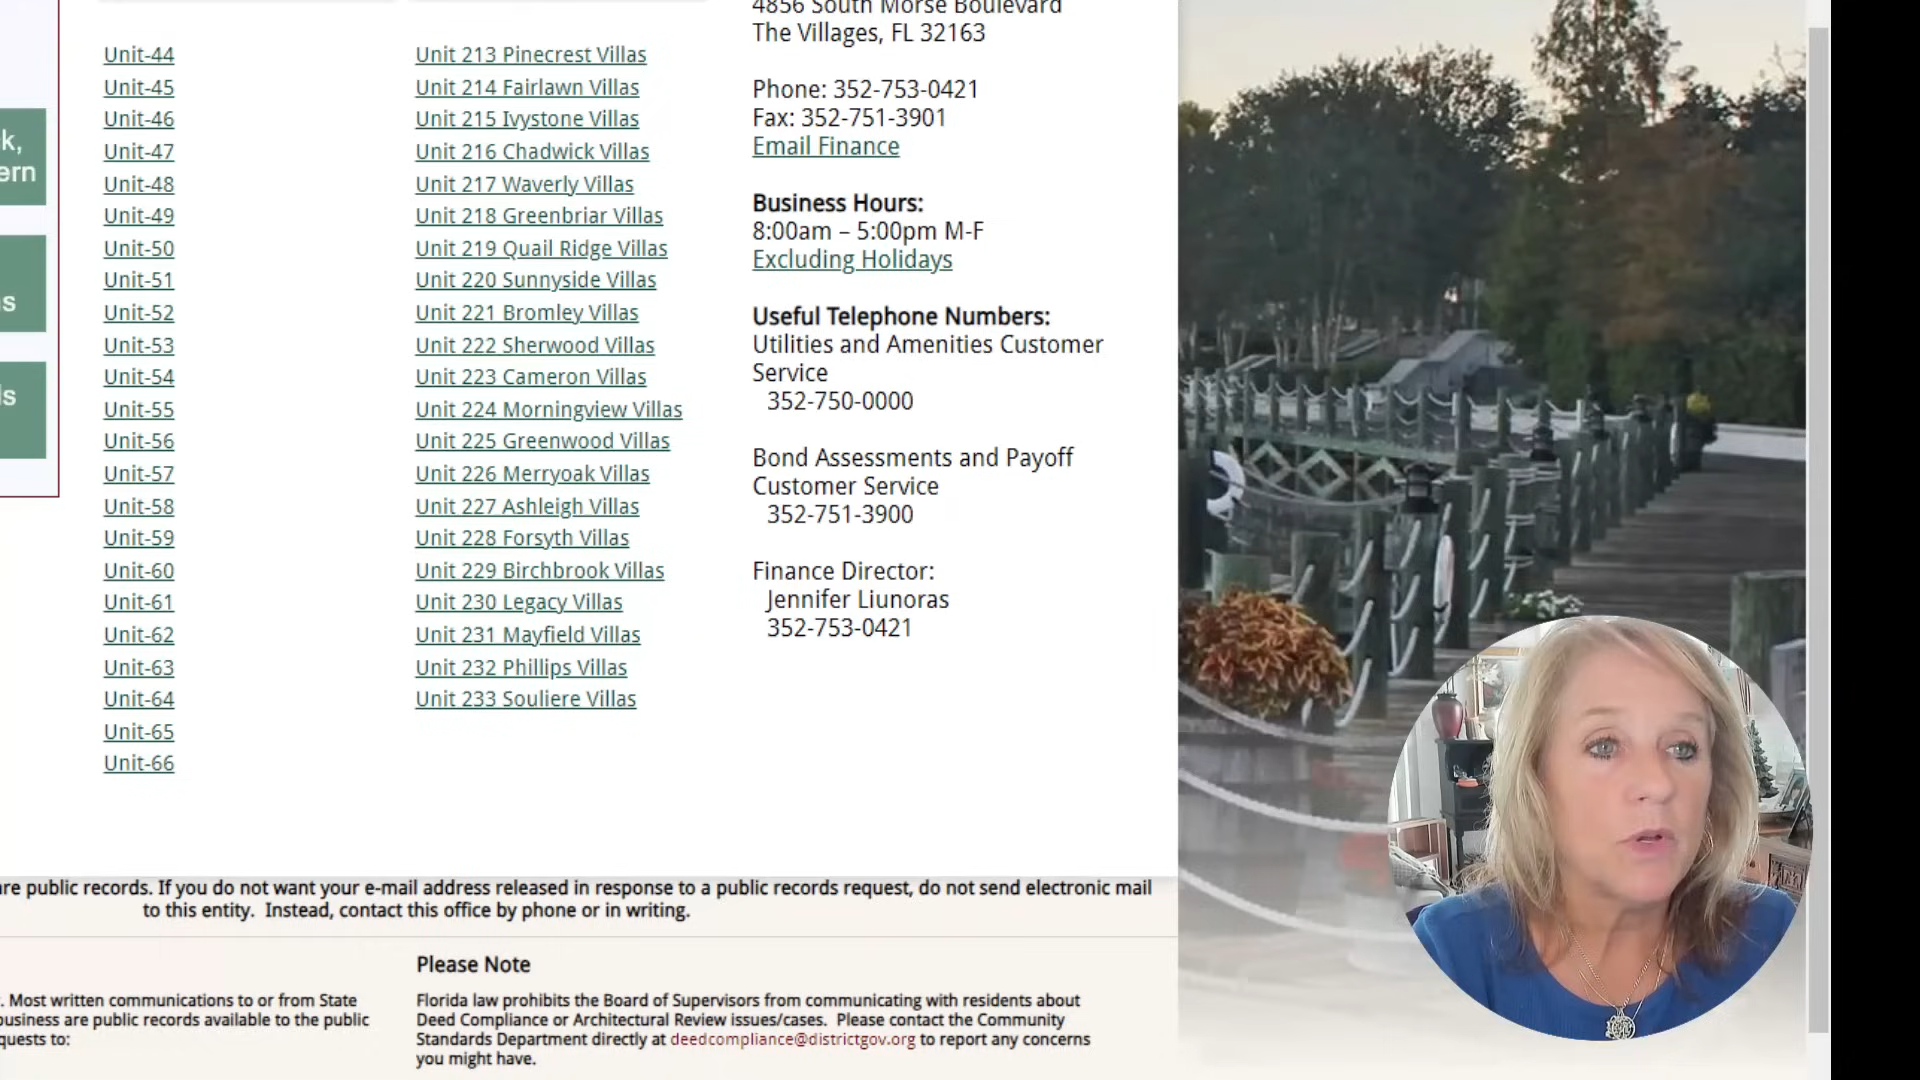 k,
ern
s
ls
Unit-44
Unit-45
Unit-46
Unit-47
Unit-48
Unit-49
Unit-50
Unit-51
Unit-52
Unit-53
Unit-54
Unit-55
Unit-56
Unit-57
Unit-58
Unit-59
Unit-60
Unit-61
Unit-62
Unit-63
Unit-64
Unit-65
Unit-66
Unit 213 Pinecrest Villas
Unit 214 Fairlawn Villas
Unit 215 Ivystone Villas
Unit 216 Chadwick Villas
Unit 217 Waverly Villas
Unit 218 Greenbriar Villas
Unit 219 Quail Ridge Villas
Unit 220 Sunnyside Villas
Unit 221 Bromley Villas
Unit 222 Sherwood Villas
Unit 223 Cameron Villas
Unit 224 Morningview Villas
Unit 225 Greenwood Villas
Unit 226 Merryoak Villas
Unit 227 Ashleigh Villas
Unit 228 Forsyth Villas
Unit 229 Birchbrook Villas
Unit 230 Legacy Villas
Unit 231 Mayfield Villas
Unit 232 Phillips Villas
Unit 233 Souliere Villas
4856 South Morse Boulevard
The Villages, FL 32163
Phone: 352-753-0421
Fax: 352-751-3901
Email Finance
Business Hours:
8:00am – 5:00pm M-F
Excluding Holidays
Useful Telephone Numbers:
Utilities and Amenities Customer
Service
352-750-0000
Bond Assessments and Payoff
Customer Service
352-751-3900
Finance Director:
Jennifer Liunoras
352-753-0421
are public records. If you do not want your e-mail address released in response to a public records request, do not send electronic mail
to this entity. Instead, contact this office by phone or in writing.
. Most written communications to or from State
business are public records available to the public
quests to:
Please Note
Florida law prohibits the Board of Supervisors from communicating with residents about
Deed Compliance or Architectural Review issues/cases. Please contact the Community
Standards Department directly at deedcompliance@districtgov.org to report any concerns
you might have.